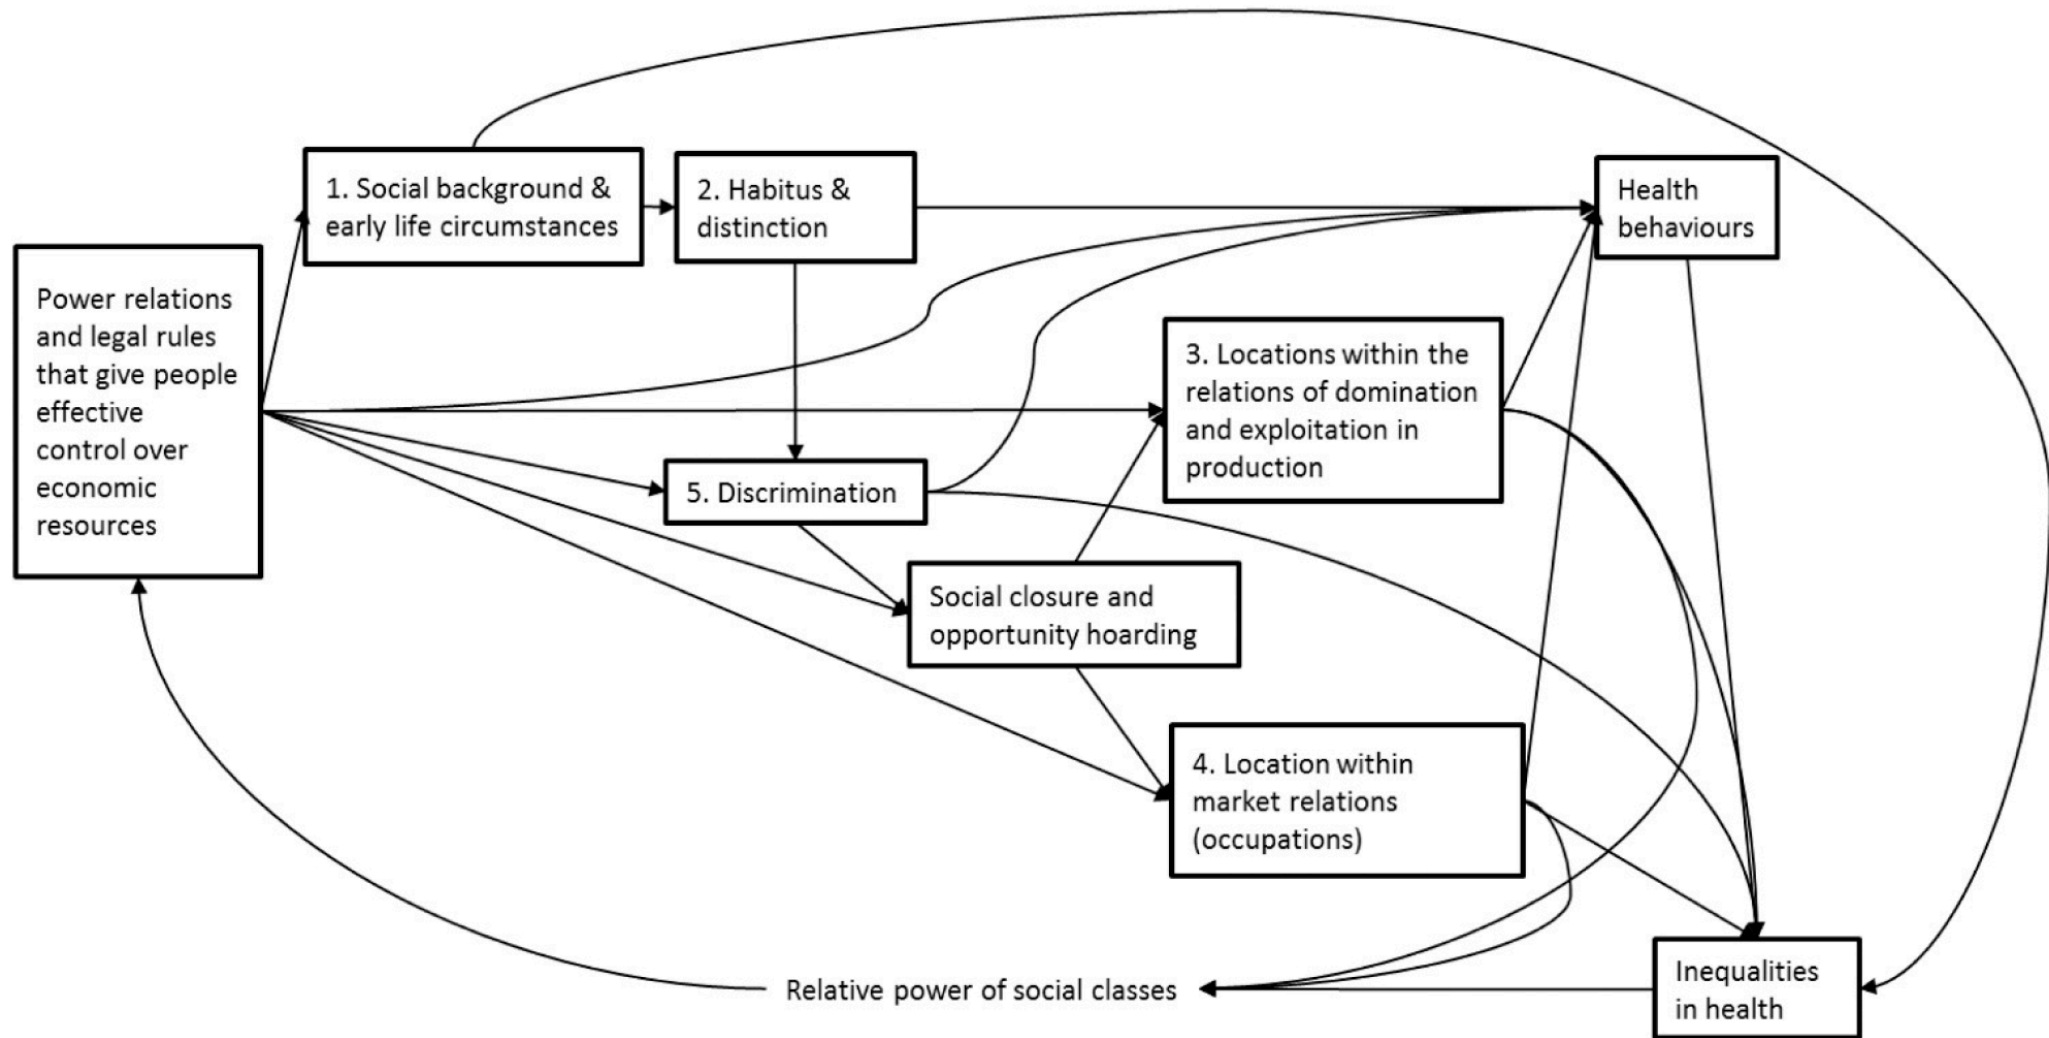 1. Social background &
early life circumstances
2. Habitus &
distinction
Health
behaviours
Power relations
and legal rules
that give people
effective
control over
economic
resources
3. Locations within the
relations of domination
and exploitation in
production
5. Discrimination
Social closure and
opportunity hoarding
4. Location within
market relations
(occupations)
Relative power of social classes
Inequalities
in health